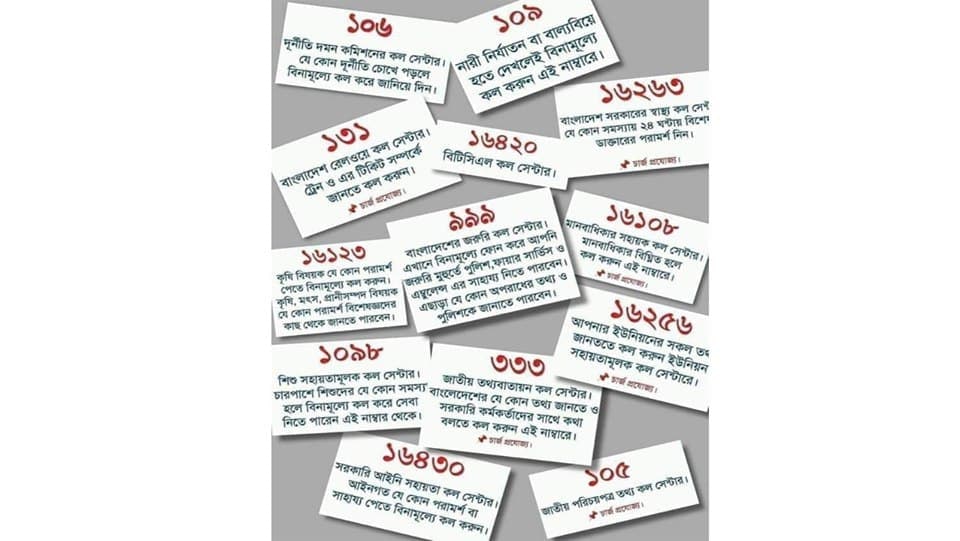 ১০৬
দূর্নীতি দমন কমিশনের কল সেন্টার।
যে কোন দূর্নীতি চোখে পড়লে
বিনামূল্যে কল করে জানিয়ে দিন।
১০৯
নারী নির্যাতন বা বাল্যবিয়ে
হতে দেখলেই বিনামূল্যে
কল করুন এই নাম্বারে।
১৬২৬৩
বাংলাদেশ সরকারের স্বাস্থ্য কল
যে কোন সমস্যায় ২৪ ঘন্টায়
ডাক্তারের পরামর্শ নিন।
চার্জ প্রযোজ্য।
১৩১
বাংলাদেশ রেলওয়ে কল সেন্টার।
ট্রেন ও এর টিকিট সম্পর্কে
জানতে কল করুন।
চার্জ প্রযোজ্য।
১৬৪২০
বিটিসিএল কল সেন্টার।
৯৯৯
বাংলাদেশের জরুরি কল সেন্টার।
এখানে বিনামূল্যে ফোন করে আপনি
জরুরি মুহুর্তে পুলিশ,ফায়ার সার্ভিস ও
এম্বুলেন্স এর সাহায্য নিতে পারবেন।
এছাড়া যে কোন অপরাধের তথ্য ও
পুলিশকে জানাতে পারবেন।
১৬১০৮
মানবাধিকার সহায়ক কল সেন্টার।
মানবাধিকার বিঘ্নিত হলে
কল করুন এই নাম্বারে।
চার্জ প্রযোজ্য।
১৬১২৩
কৃষি বিষয়ক যে কোন পরামর্শ
পেতে বিনামূল্যে কল করুন।
কৃষি, মৎস, প্রানীসম্পদ বিষয়ক
যে কোন পরামর্শ বিশেষজ্ঞদের
কাছ থেকে জানতে পারবেন।
১৬২৫৬
আপনার ইউনিয়নের সকল
জানততে কল করুন ইউনিয়ন
সহায়তামূলক কল সেন্টারে।
চার্জ প্রযোজ্য।
১০৯৮
শিশু সহায়তামূলক কল সেন্টার।
চারপাশে শিশুদের যে কোন সমস্যা
হলে বিনামূল্যে কল করে সেবা
নিতে পারেন এই নাম্বার থেকে।
৩৩৩
জাতীয় তথ্যবাতায়ন কল সেন্টার।
বাংলাদেশের যে কোন তথ্য জানতে ও
সরকারি কর্মকর্তাদের সাথে কথা
বলতে কল করুন এই নাম্বারে।
চার্জ প্রযোজ্য।
১৬৪৩০
সরকারি আইনি সহায়তা কল সেন্টার।
আইনগত যে কোন পরামর্শ বা
সাহায্য পেতে বিনামূল্যে কল করুন।
১০৫
জাতীয় পরিচয়পত্র তথ্য কল সেন্টার।
চার্জ প্রযোজ্য।